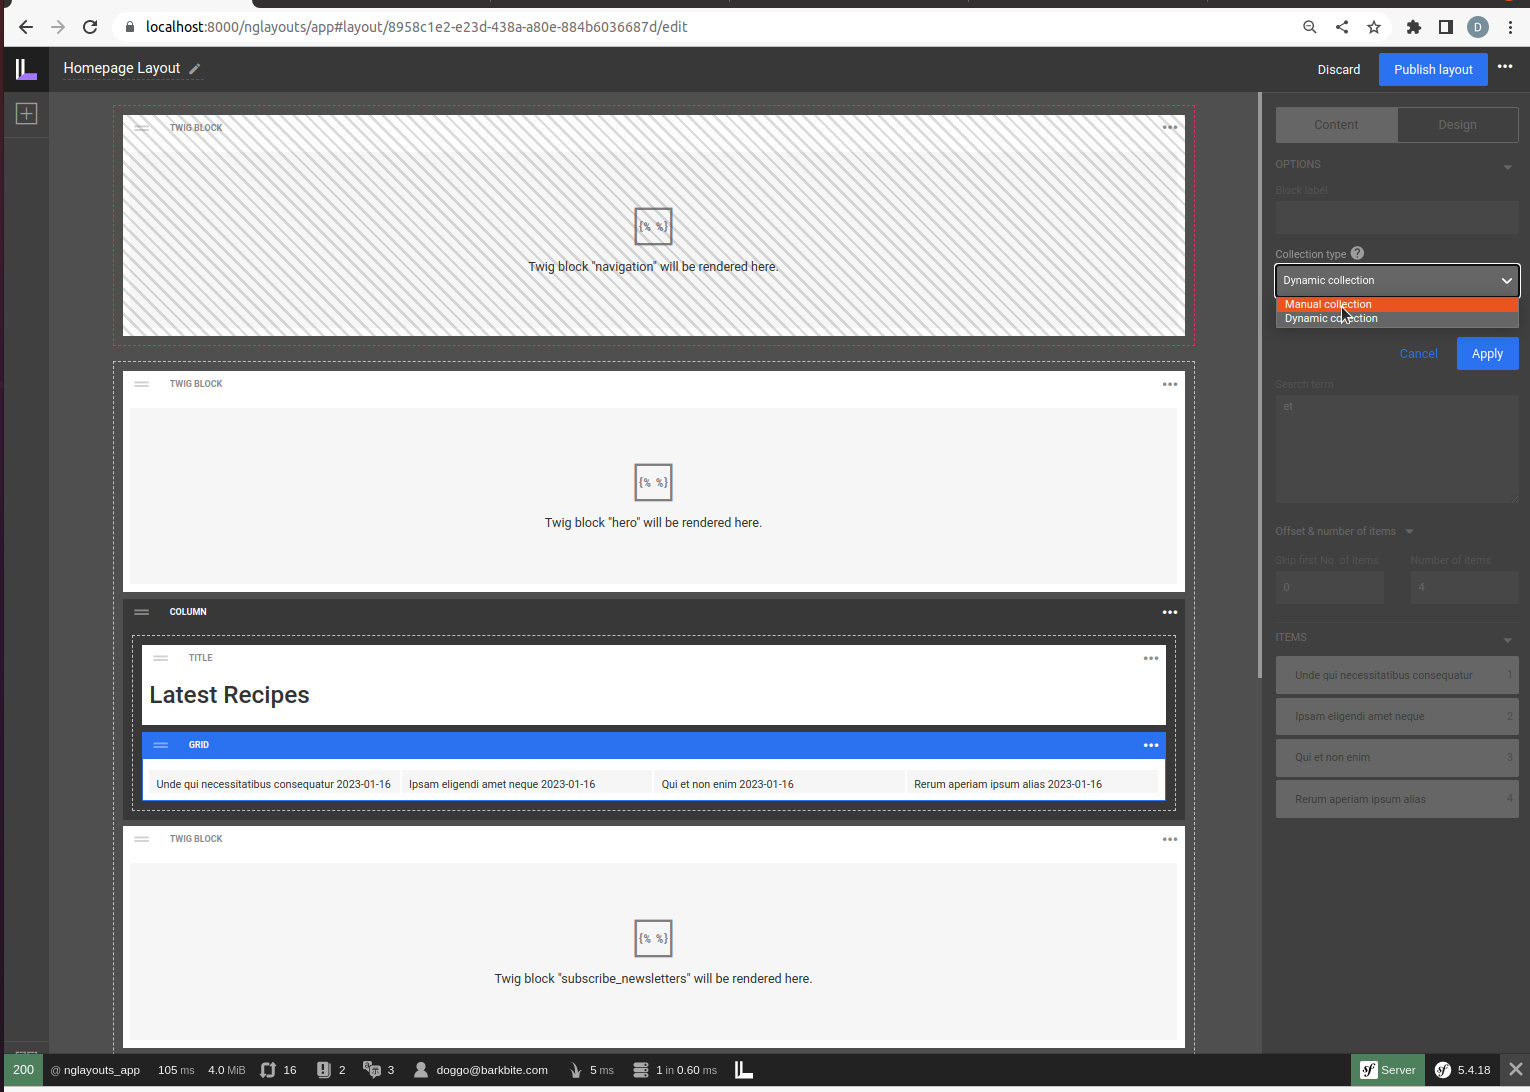 localhost:8000/nglayouts/app#layout/8958c1e2-e23d-438a-a80e-884b6036687d/edit
D
Homepage Layout
Discard
Publish layout
TWIG BLOCK
{% %}
Twig block "navigation" will be rendered here.
TWIG BLOCK
{% %}
Twig block "hero" will be rendered here.
COLUMN
TITLE
Latest Recipes
GRID
Unde qui necessitatibus consequatur 2023-01-16
Ipsam eligendi amet neque 2023-01-16
Qui et non enim 2023-01-16
Rerum aperiam ipsum alias 2023-01-16
TWIG BLOCK
{% %}
Twig block "subscribe_newsletters" will be rendered here.
Content
Design
OPTIONS
Block label
Collection type ?
Dynamic collection
Manual collection
Dynamic collection
Cancel
Apply
Search term
et
Offset & number of items
Skip first No. of items
Number of items
0
4
ITEMS
Unde qui necessitatibus consequatur 1
Ipsam eligendi amet neque 2
Qui et non enim 3
Rerum aperiam ipsum alias 4
200 @ nglayouts_app 105 ms 4.0 MiB 16 2 3 doggo@barkbite.com 5 ms 1 in 0.60 ms sf Server sf 5.4.18